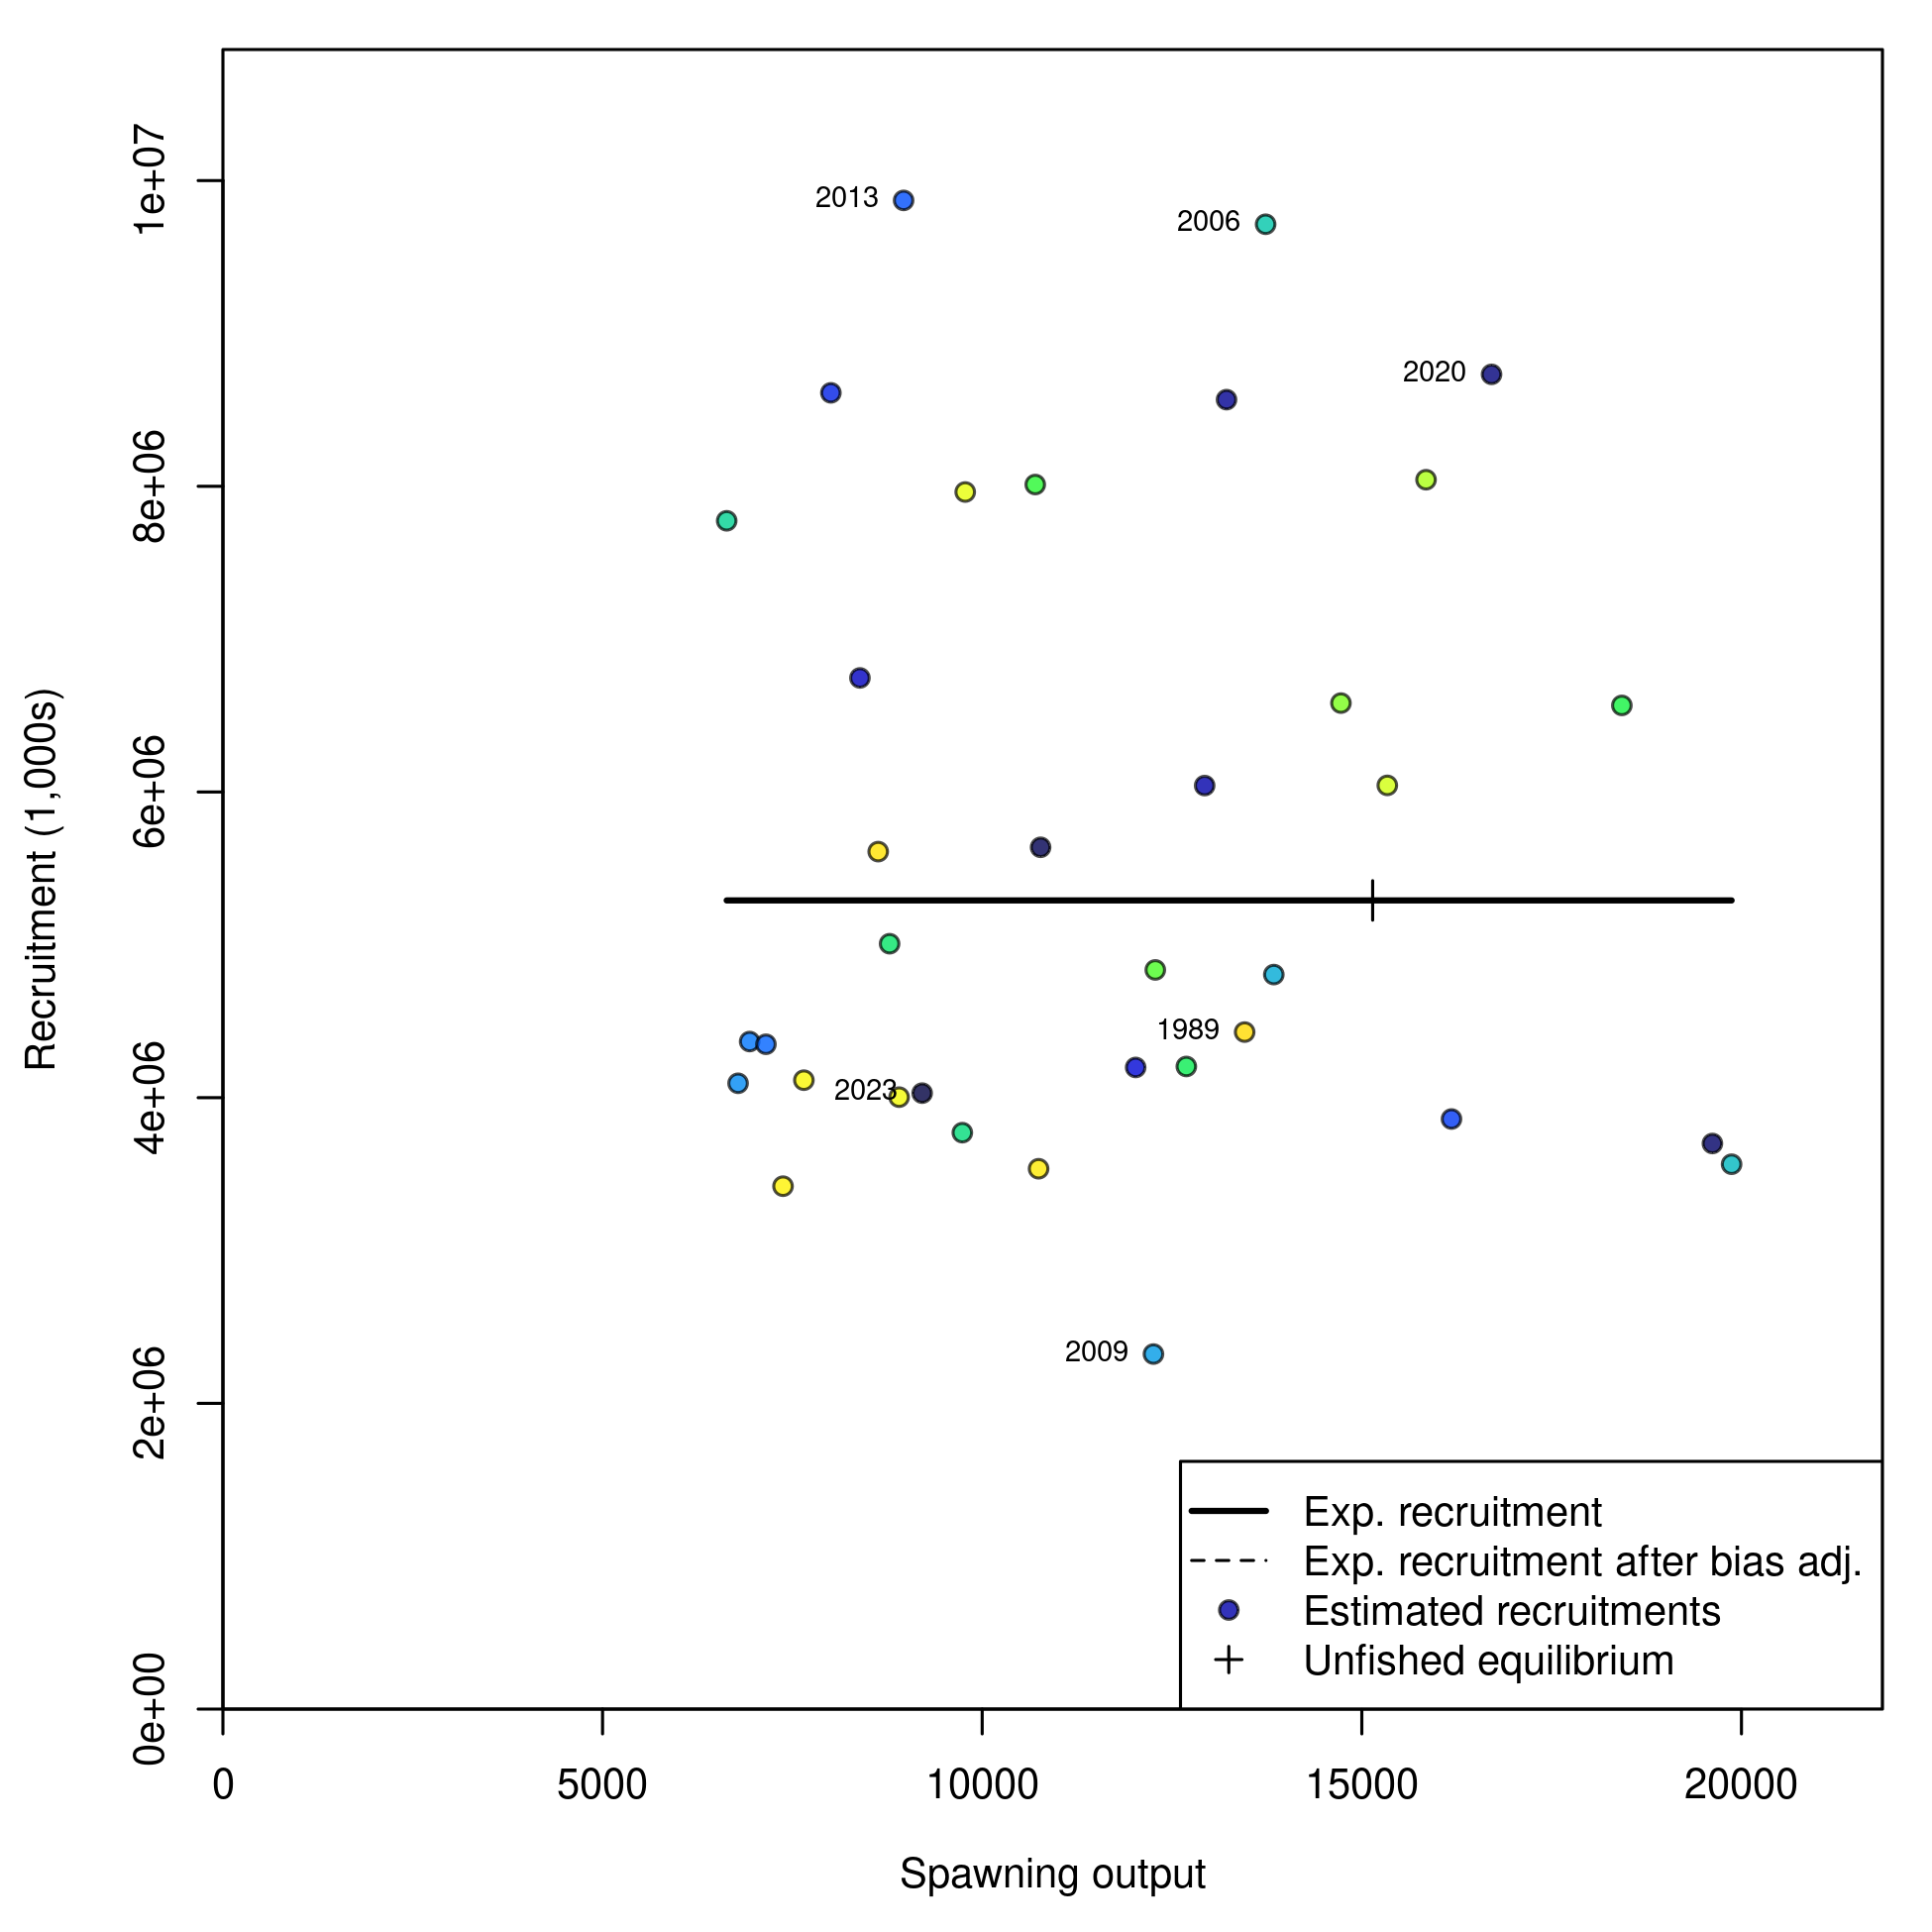 1e+07
8e+06
6e+06
4e+06
2e+06
0e+00
Recruitment (1,000s)
2013
2006
2020
1989
2023
2009
Exp. recruitment
Exp. recruitment after bias adj.
Estimated recruitments
Unfished equilibrium
0 5000 10000 15000 20000
Spawning output